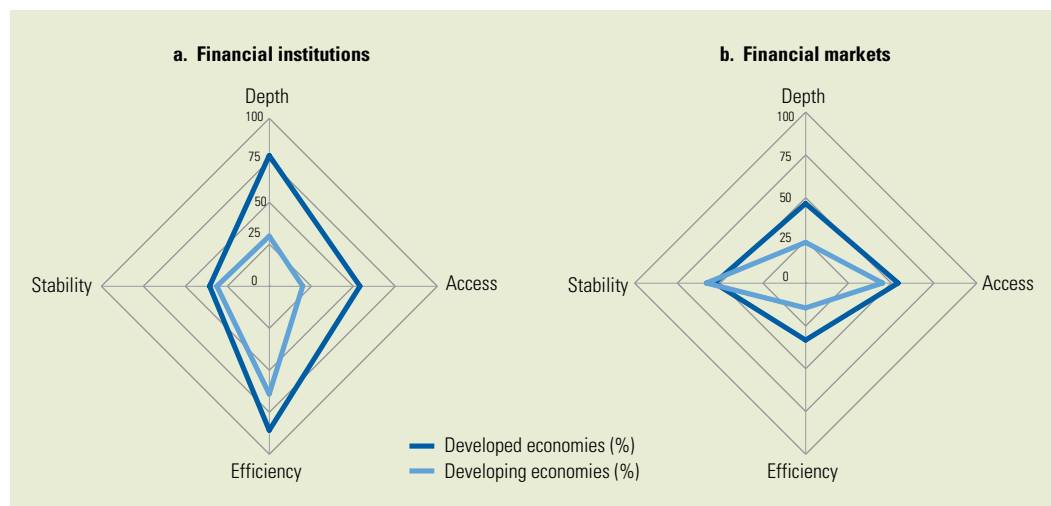 a. Financial institutions
Depth
100
75
50
25
0
Stability
Access
Efficiency
b. Financial markets
Depth
100
75
50
25
0
Stability
Access
Efficiency
Developed economies (%)
Developing economies (%)